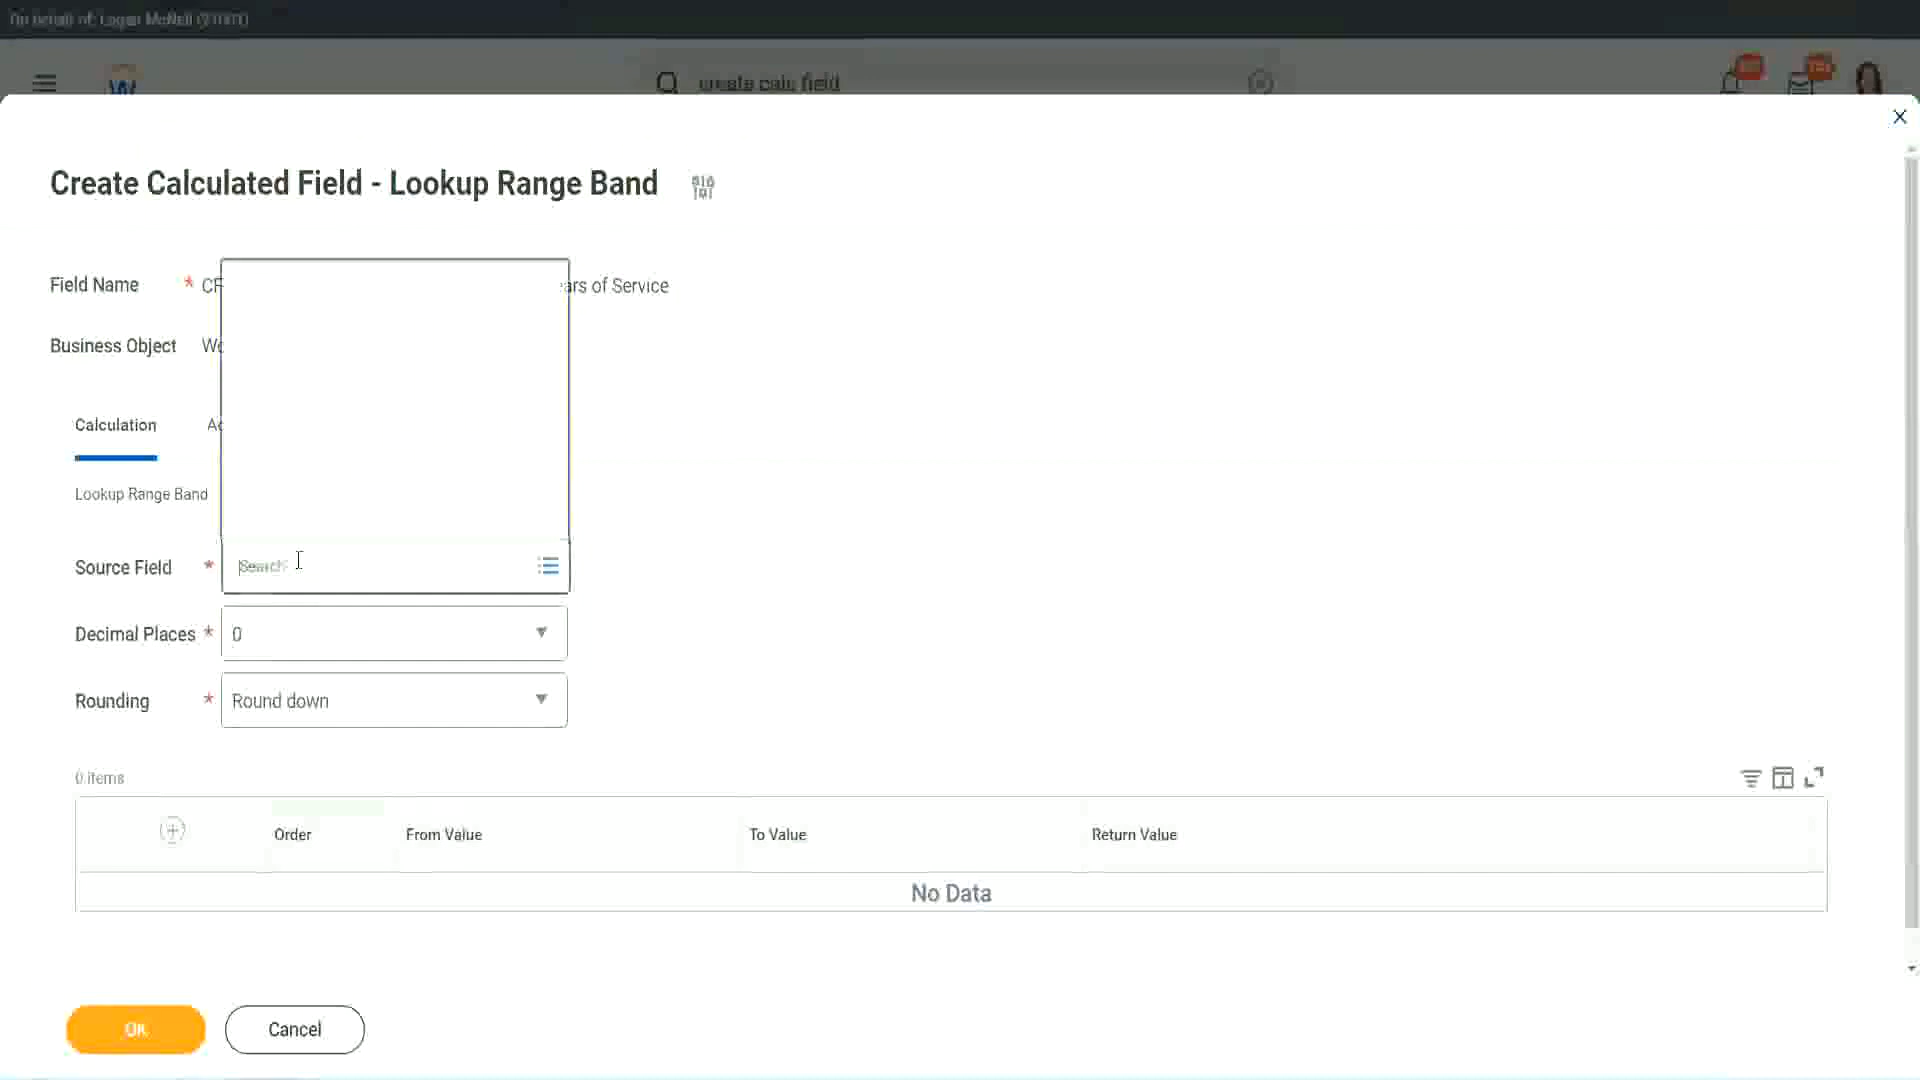 On behalf of: Logan McNeil
create calc field
Create Calculated Field - Lookup Range Band
Field Name * CF ars of Service
Business Object Wo
Calculation Ad
Lookup Range Band
Source Field * Search
Decimal Places * 0
Rounding * Round down
0 items
Order From Value To Value Return Value
No Data
OK Cancel